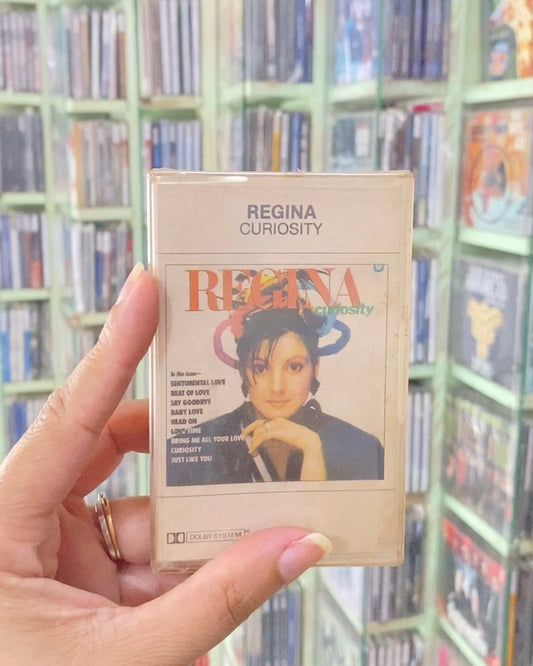 REGINA
CURIOSITY
REGINA
curiosity
In this issue—
SENTIMENTAL LOVE
BEAT OF LOVE
SAY GOODBYE
BABY LOVE
HEAD ON
LOVE TIME
BRING ME ALL YOUR LOVE
CURIOSITY
JUST LIKE YOU
DOLBY SYSTEM